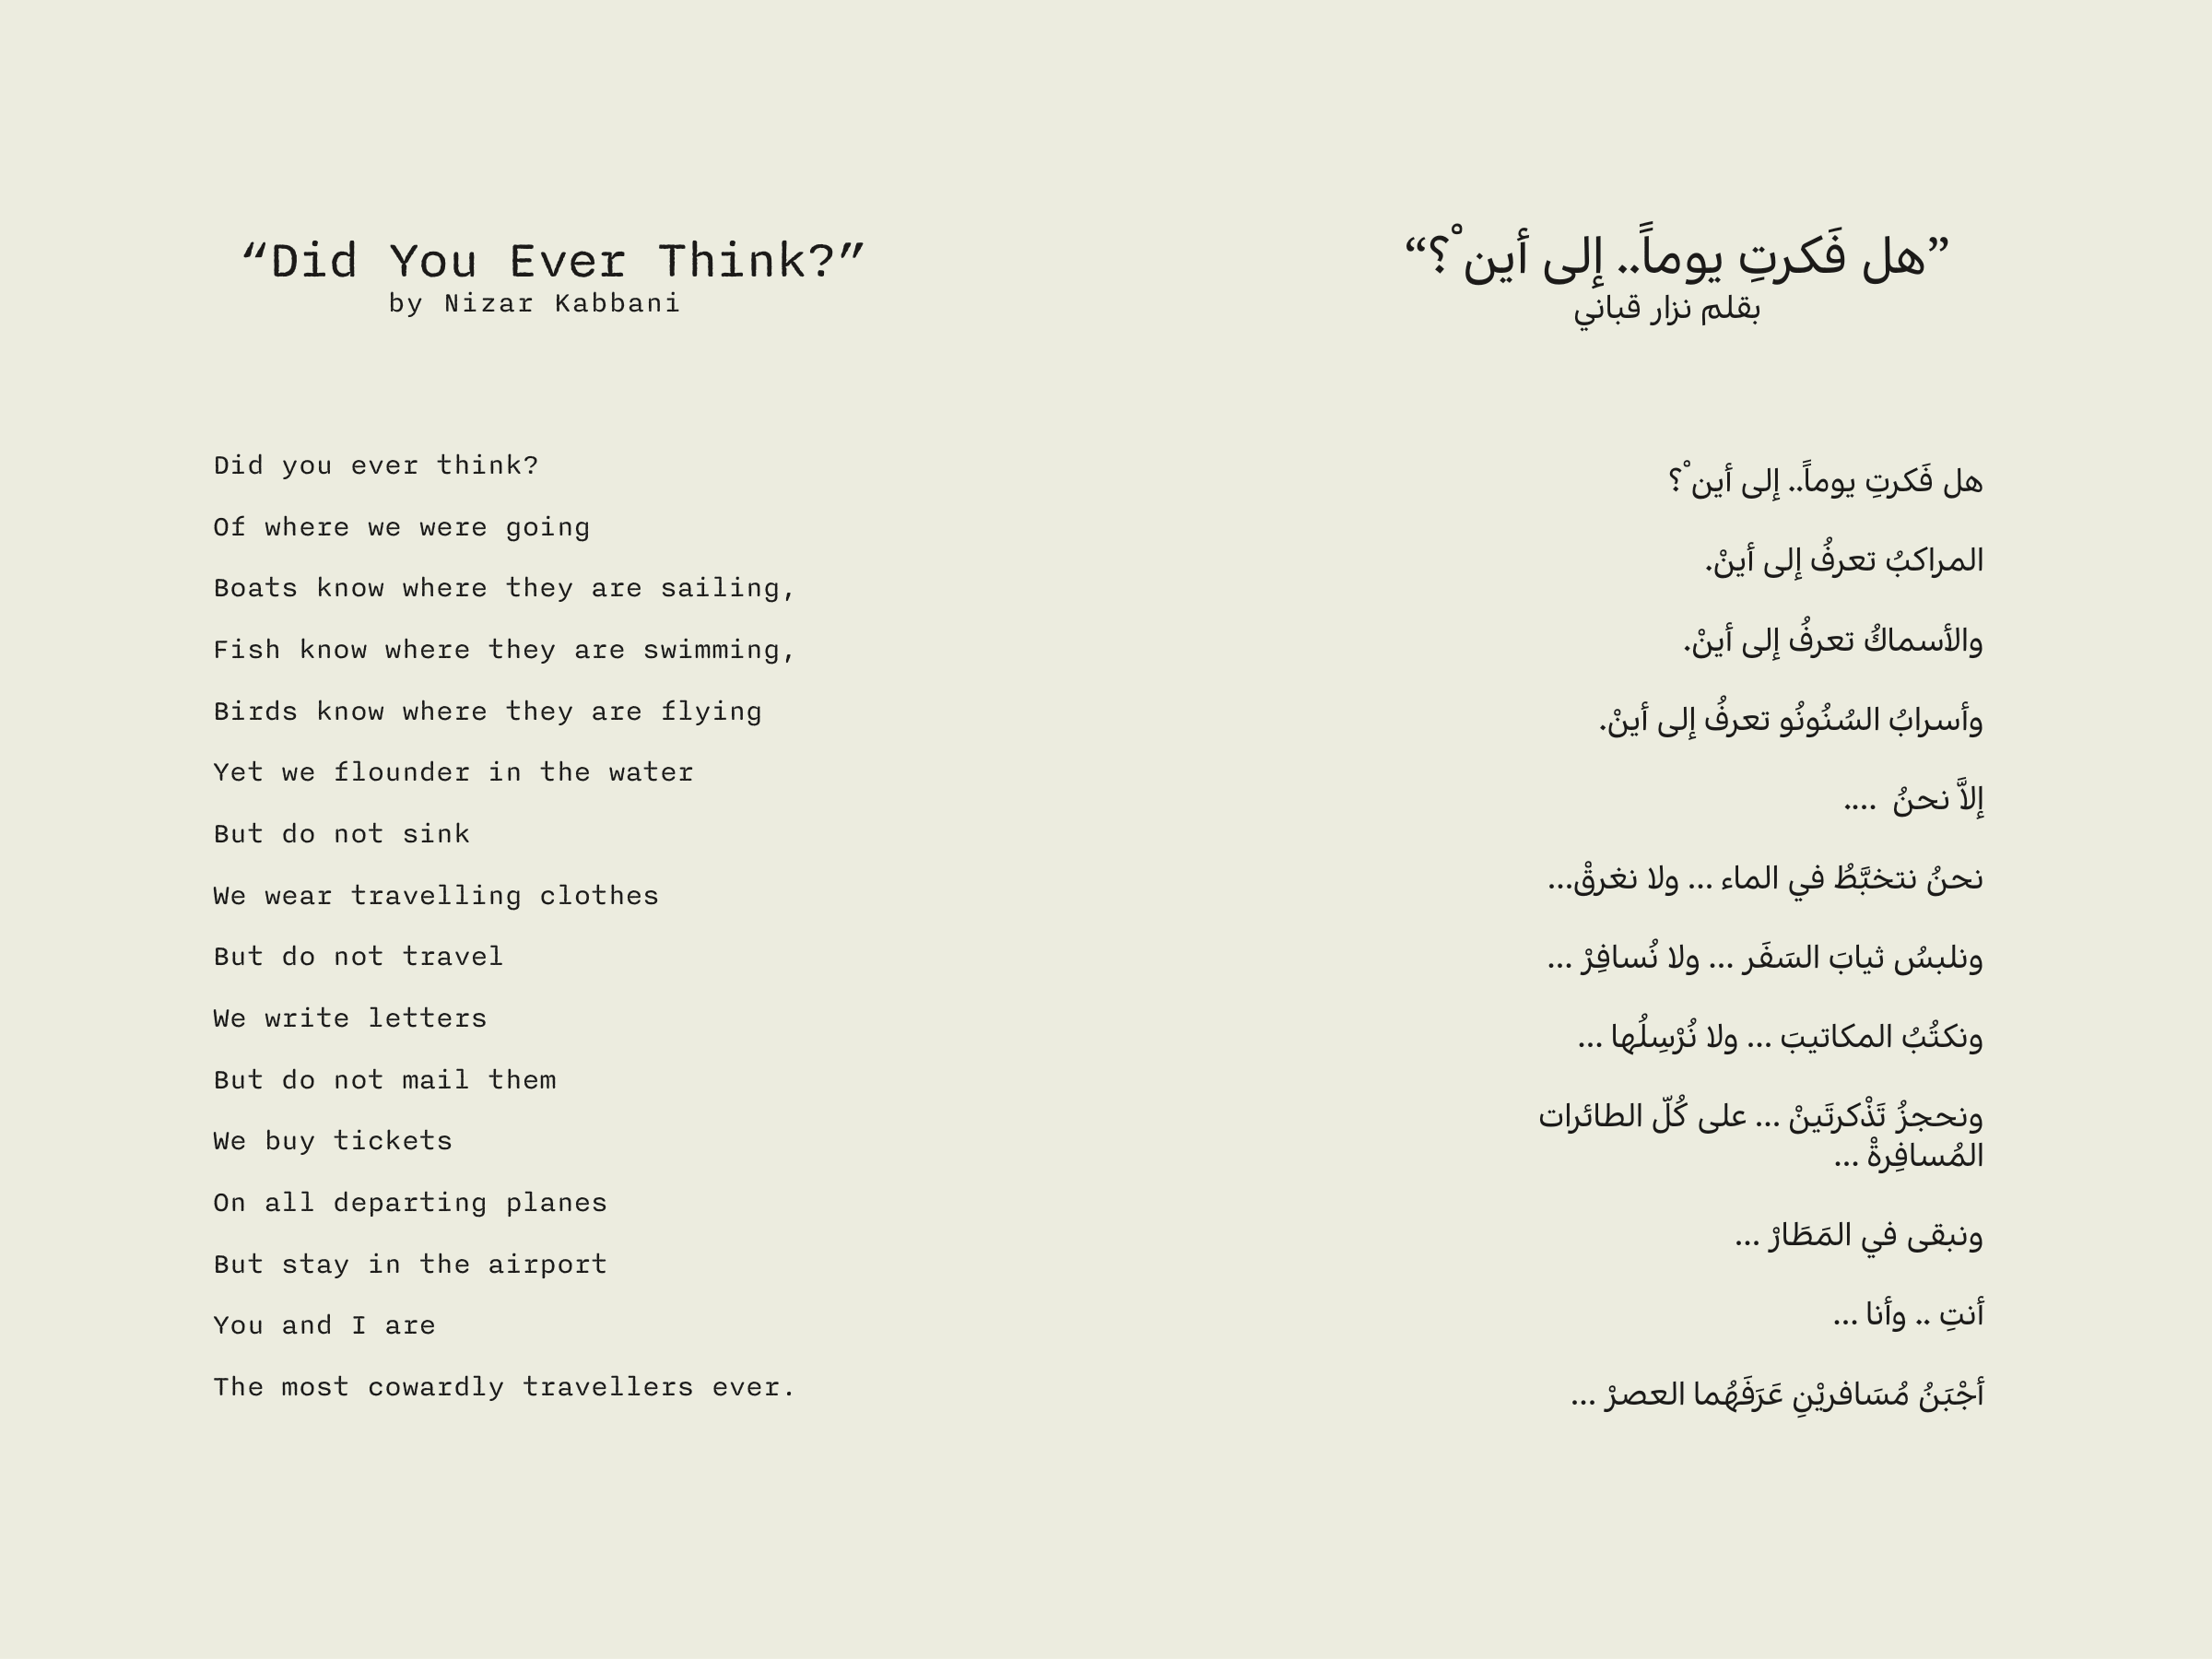 “Did You Ever Think?”
by Nizar Kabbani
Did you ever think?
Of where we were going
Boats know where they are sailing,
Fish know where they are swimming,
Birds know where they are flying
Yet we flounder in the water
But do not sink
We wear travelling clothes
But do not travel
We write letters
But do not mail them
We buy tickets
On all departing planes
But stay in the airport
You and I are
The most cowardly travellers ever.
”هل فَكرتِ يوماً.. إلى أين ْ؟“
بقلم نزار قباني
هل فَكرتِ يوماً.. إلى أين ْ؟
المراكبُ تعرفُ إلى أينْ.
والأسماكُ تعرفُ إلى أينْ.
وأسرابُ السُنُونُو تعرفُ إلى أينْ.
إلاَّ نحنُ ....
نحنُ نتخبَّطُ في الماء ... ولا نغرقْ...
ونلبسُ ثيابَ السَفَر ... ولا نُسافِرْ ...
ونكتُبُ المكاتيبَ ... ولا نُرْسِلُها ...
ونحجزُ تَذْكرتَينْ ... على كُلّ الطائرات
المُسافِرةْ ...
ونبقى في المَطَارْ ...
أنتِ .. وأنا ...
أجْبَنُ مُسَافريْنِ عَرَفَهُما العصرْ ...